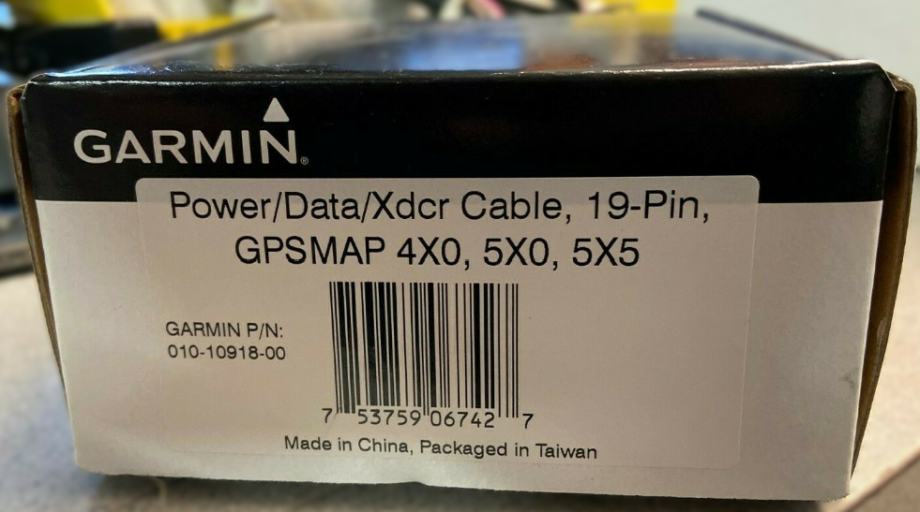 GARMIN®
Power/Data/Xdcr Cable, 19-Pin,
GPSMAP 4X0, 5X0, 5X5
GARMIN P/N:
010-10918-00
7 53759 06742 7
Made in China, Packaged in Taiwan